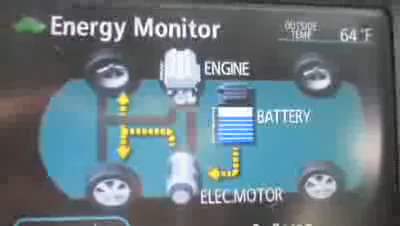 Energy Monitor
OUTSIDE
TEMP
64°F
ENGINE
BATTERY
ELEC.MOTOR